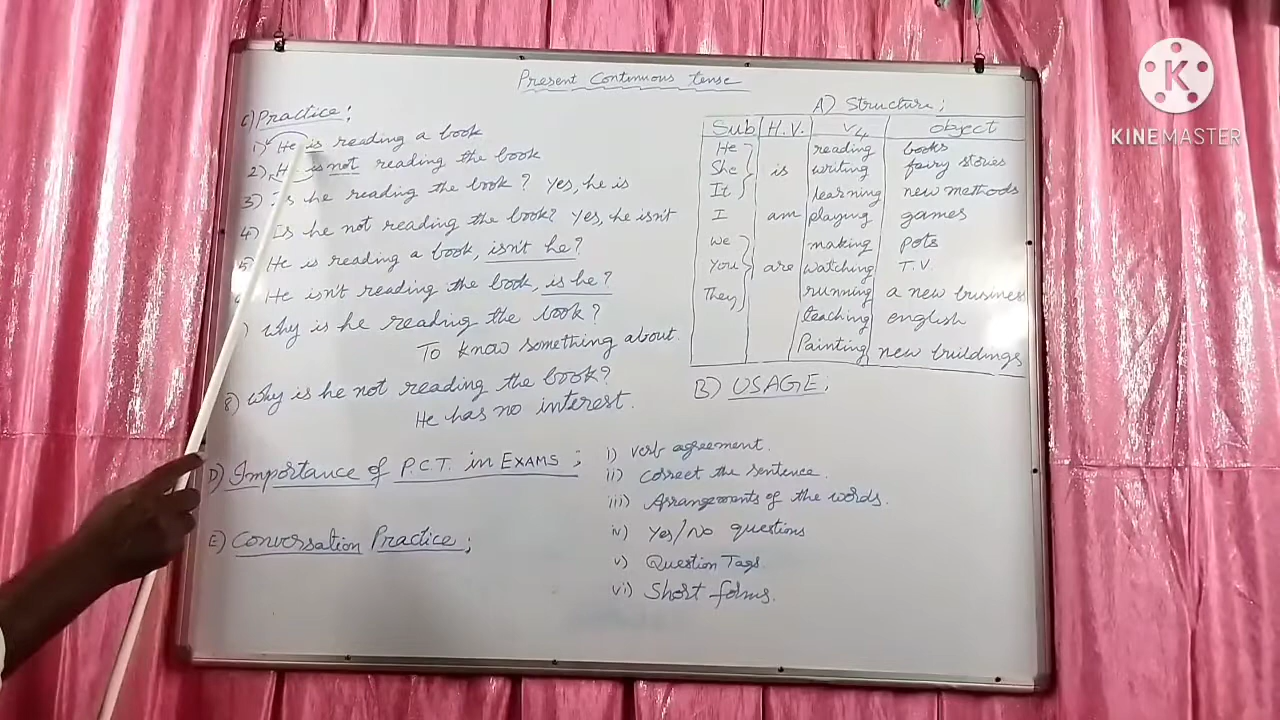 Present Continuous tense
C) Practice;
1) He is reading a book
2) He is not reading the book
3) Is he reading the book? Yes, he is
4) Is he not reading the book? Yes, he isn't
5) He is reading a book, isn't he?
He isn't reading the book, is he?
) Why is he reading the book?
To know something about.
8) Why is he not reading the book?
He has no interest.
D) Importance of P.C.T. in EXAMS;
E) Conversation Practice;
A) Structure;
Sub H.V. V4 object
He reading books
She is writing fairy stories
It learning new methods
I am playing games
We making pots
You are watching T.V.
They running a new business
teaching english
Painting new buildings
B) USAGE;
i) verb agreement.
ii) Correct the sentence.
iii) Arrangements of the words.
iv) Yes/No questions
v) Question Tags.
vi) Short forms.
K
KINEMASTER